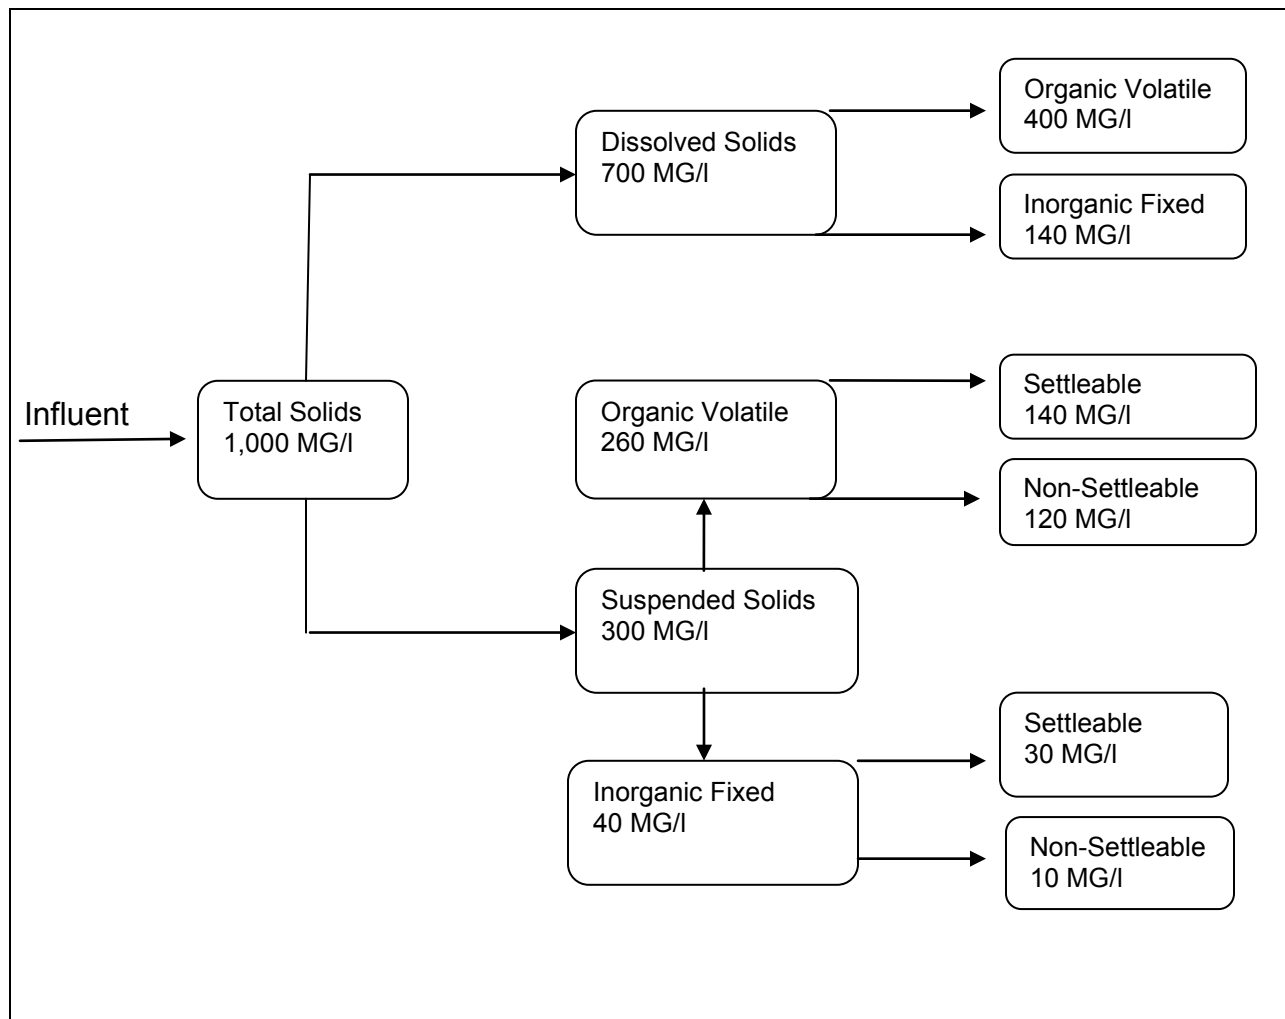 Organic Volatile
400 MG/l
Dissolved Solids
700 MG/l
Inorganic Fixed
140 MG/l
Influent
Total Solids
1,000 MG/l
Organic Volatile
260 MG/l
Settleable
140 MG/l
Non-Settleable
120 MG/l
Suspended Solids
300 MG/l
Inorganic Fixed
40 MG/l
Settleable
30 MG/l
Non-Settleable
10 MG/l